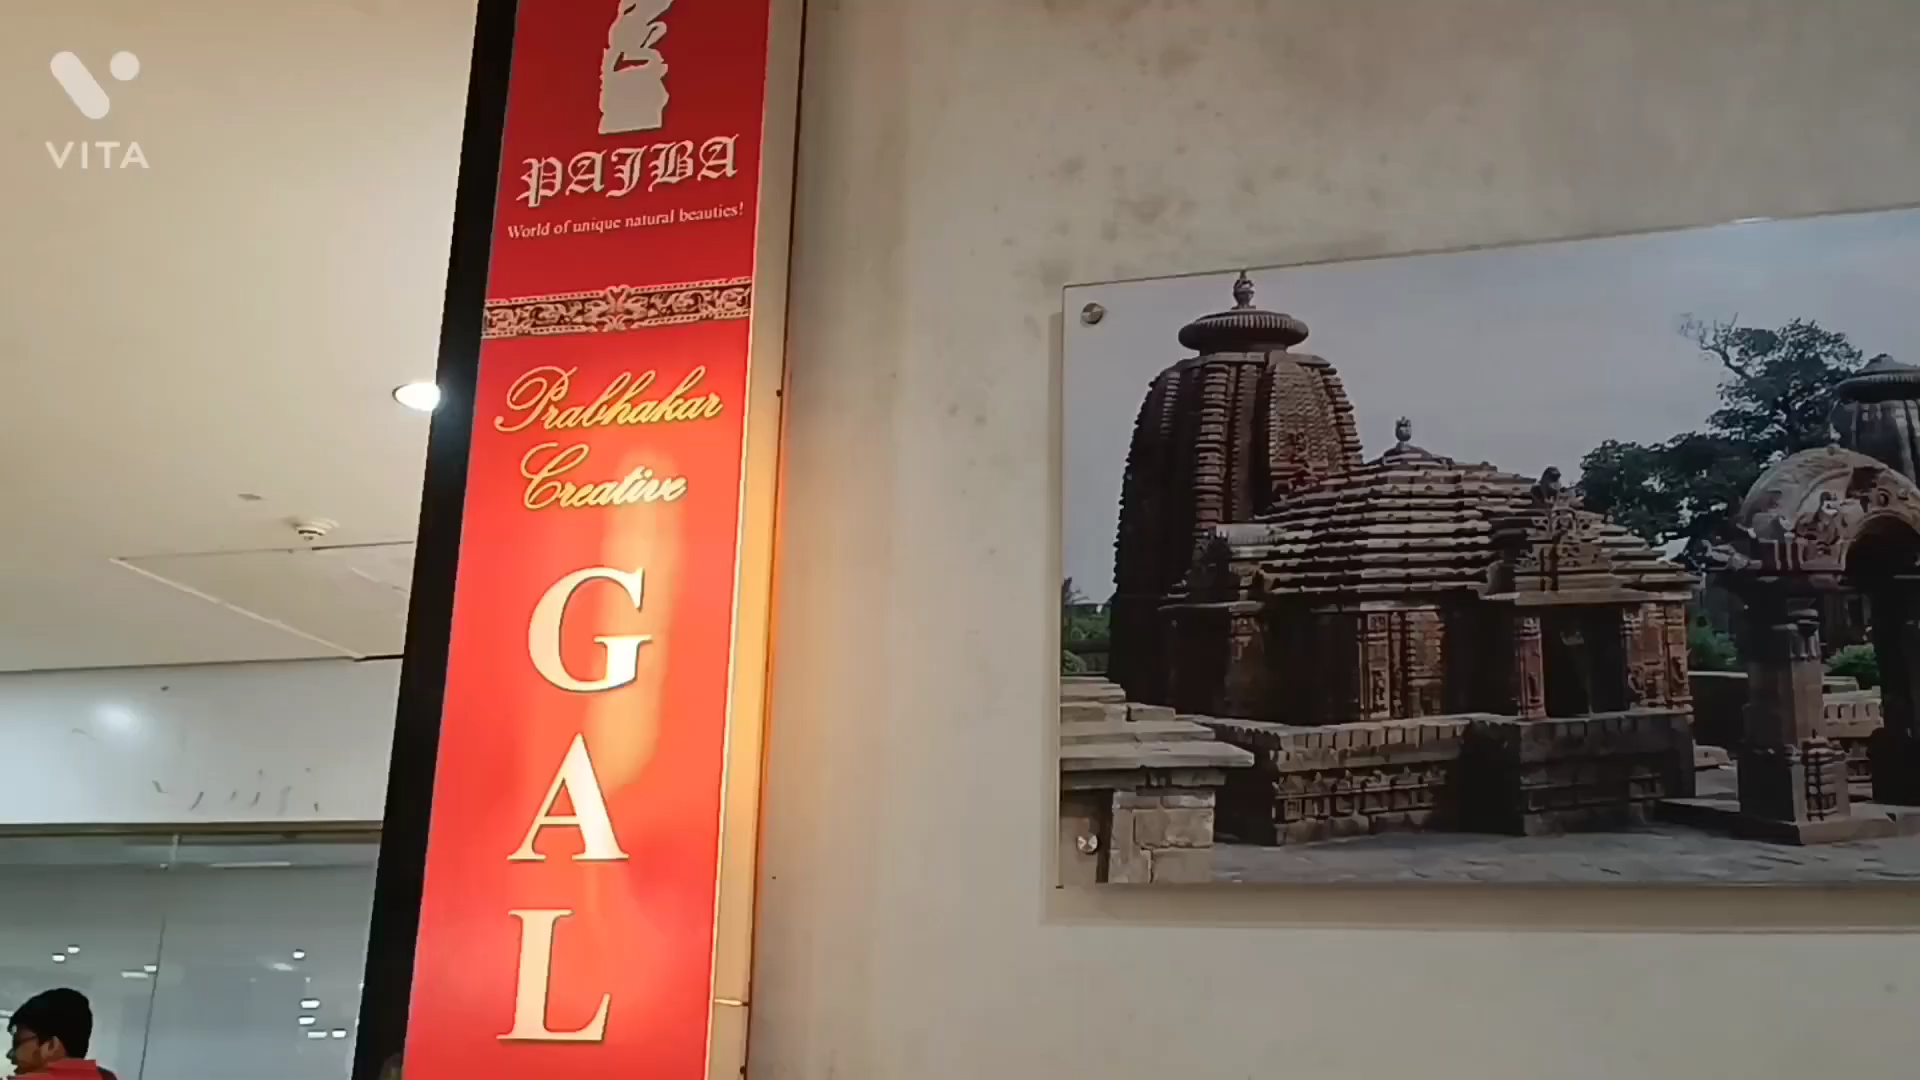 VITA
PAJBA
World of unique natural beauties!
Prabhakar
Creative
G
A
L